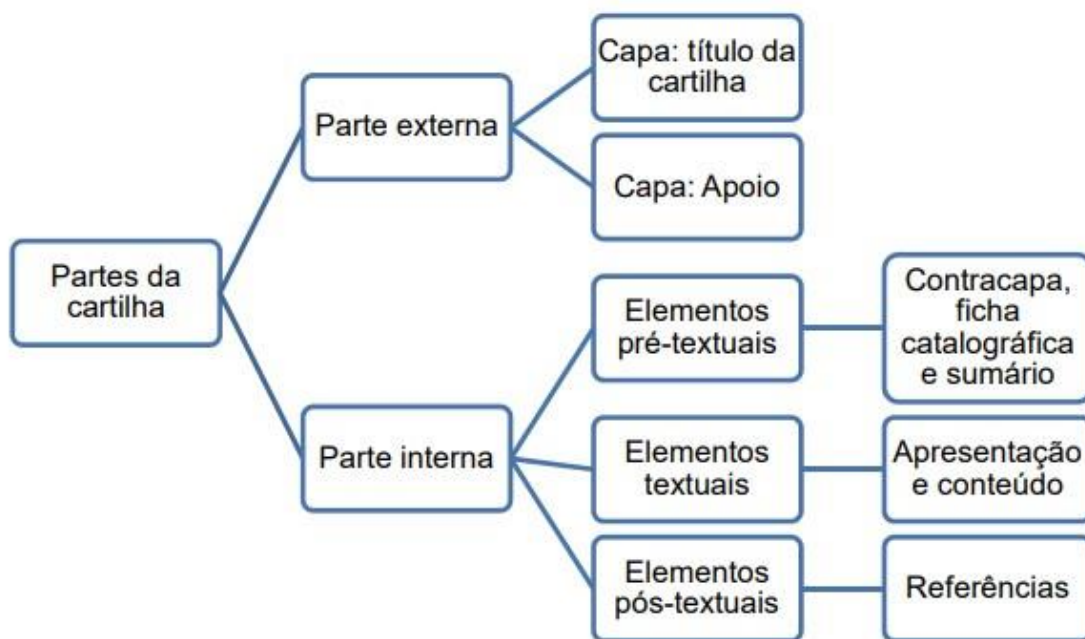 Partes da
cartilha
Parte externa
Capa: título da
cartilha
Capa: Apoio
Parte interna
Elementos
pré-textuais
Contracapa,
ficha
catalográfica
e sumário
Elementos
textuais
Apresentação
e conteúdo
Elementos
pós-textuais
Referências